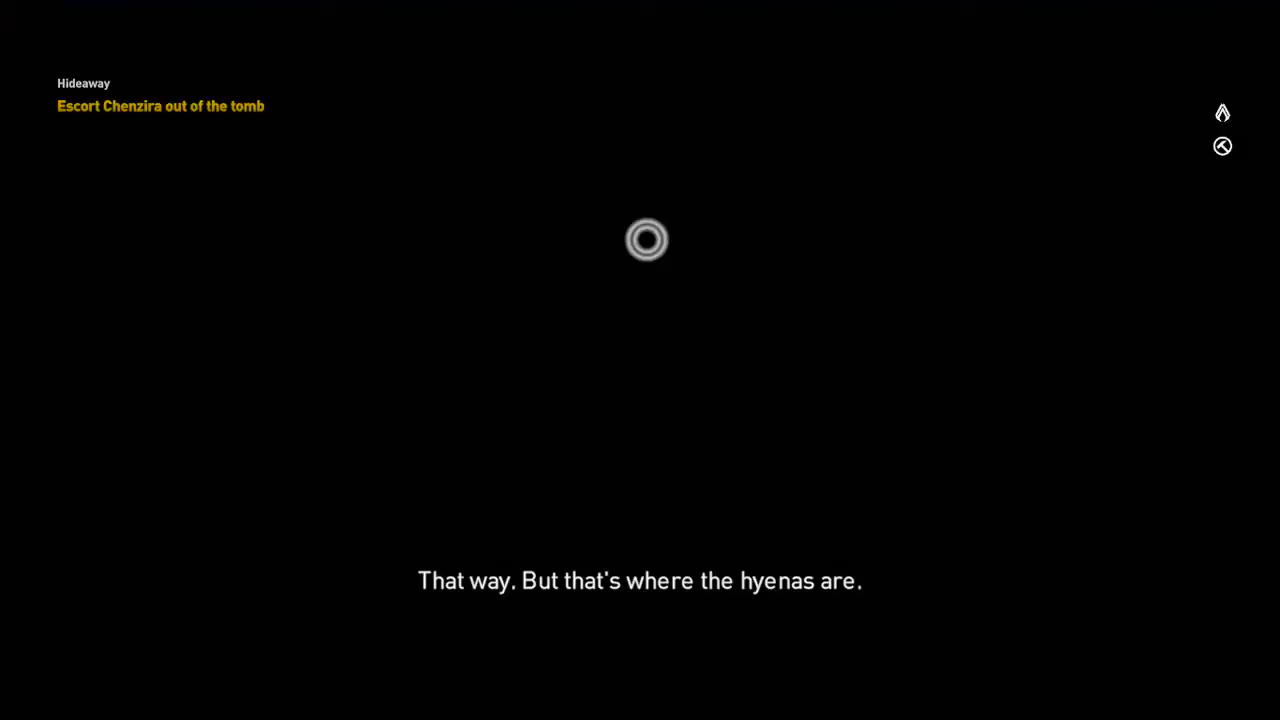 Hideaway
Escort Chenzira out of the tomb
That way. But that's where the hyenas are.